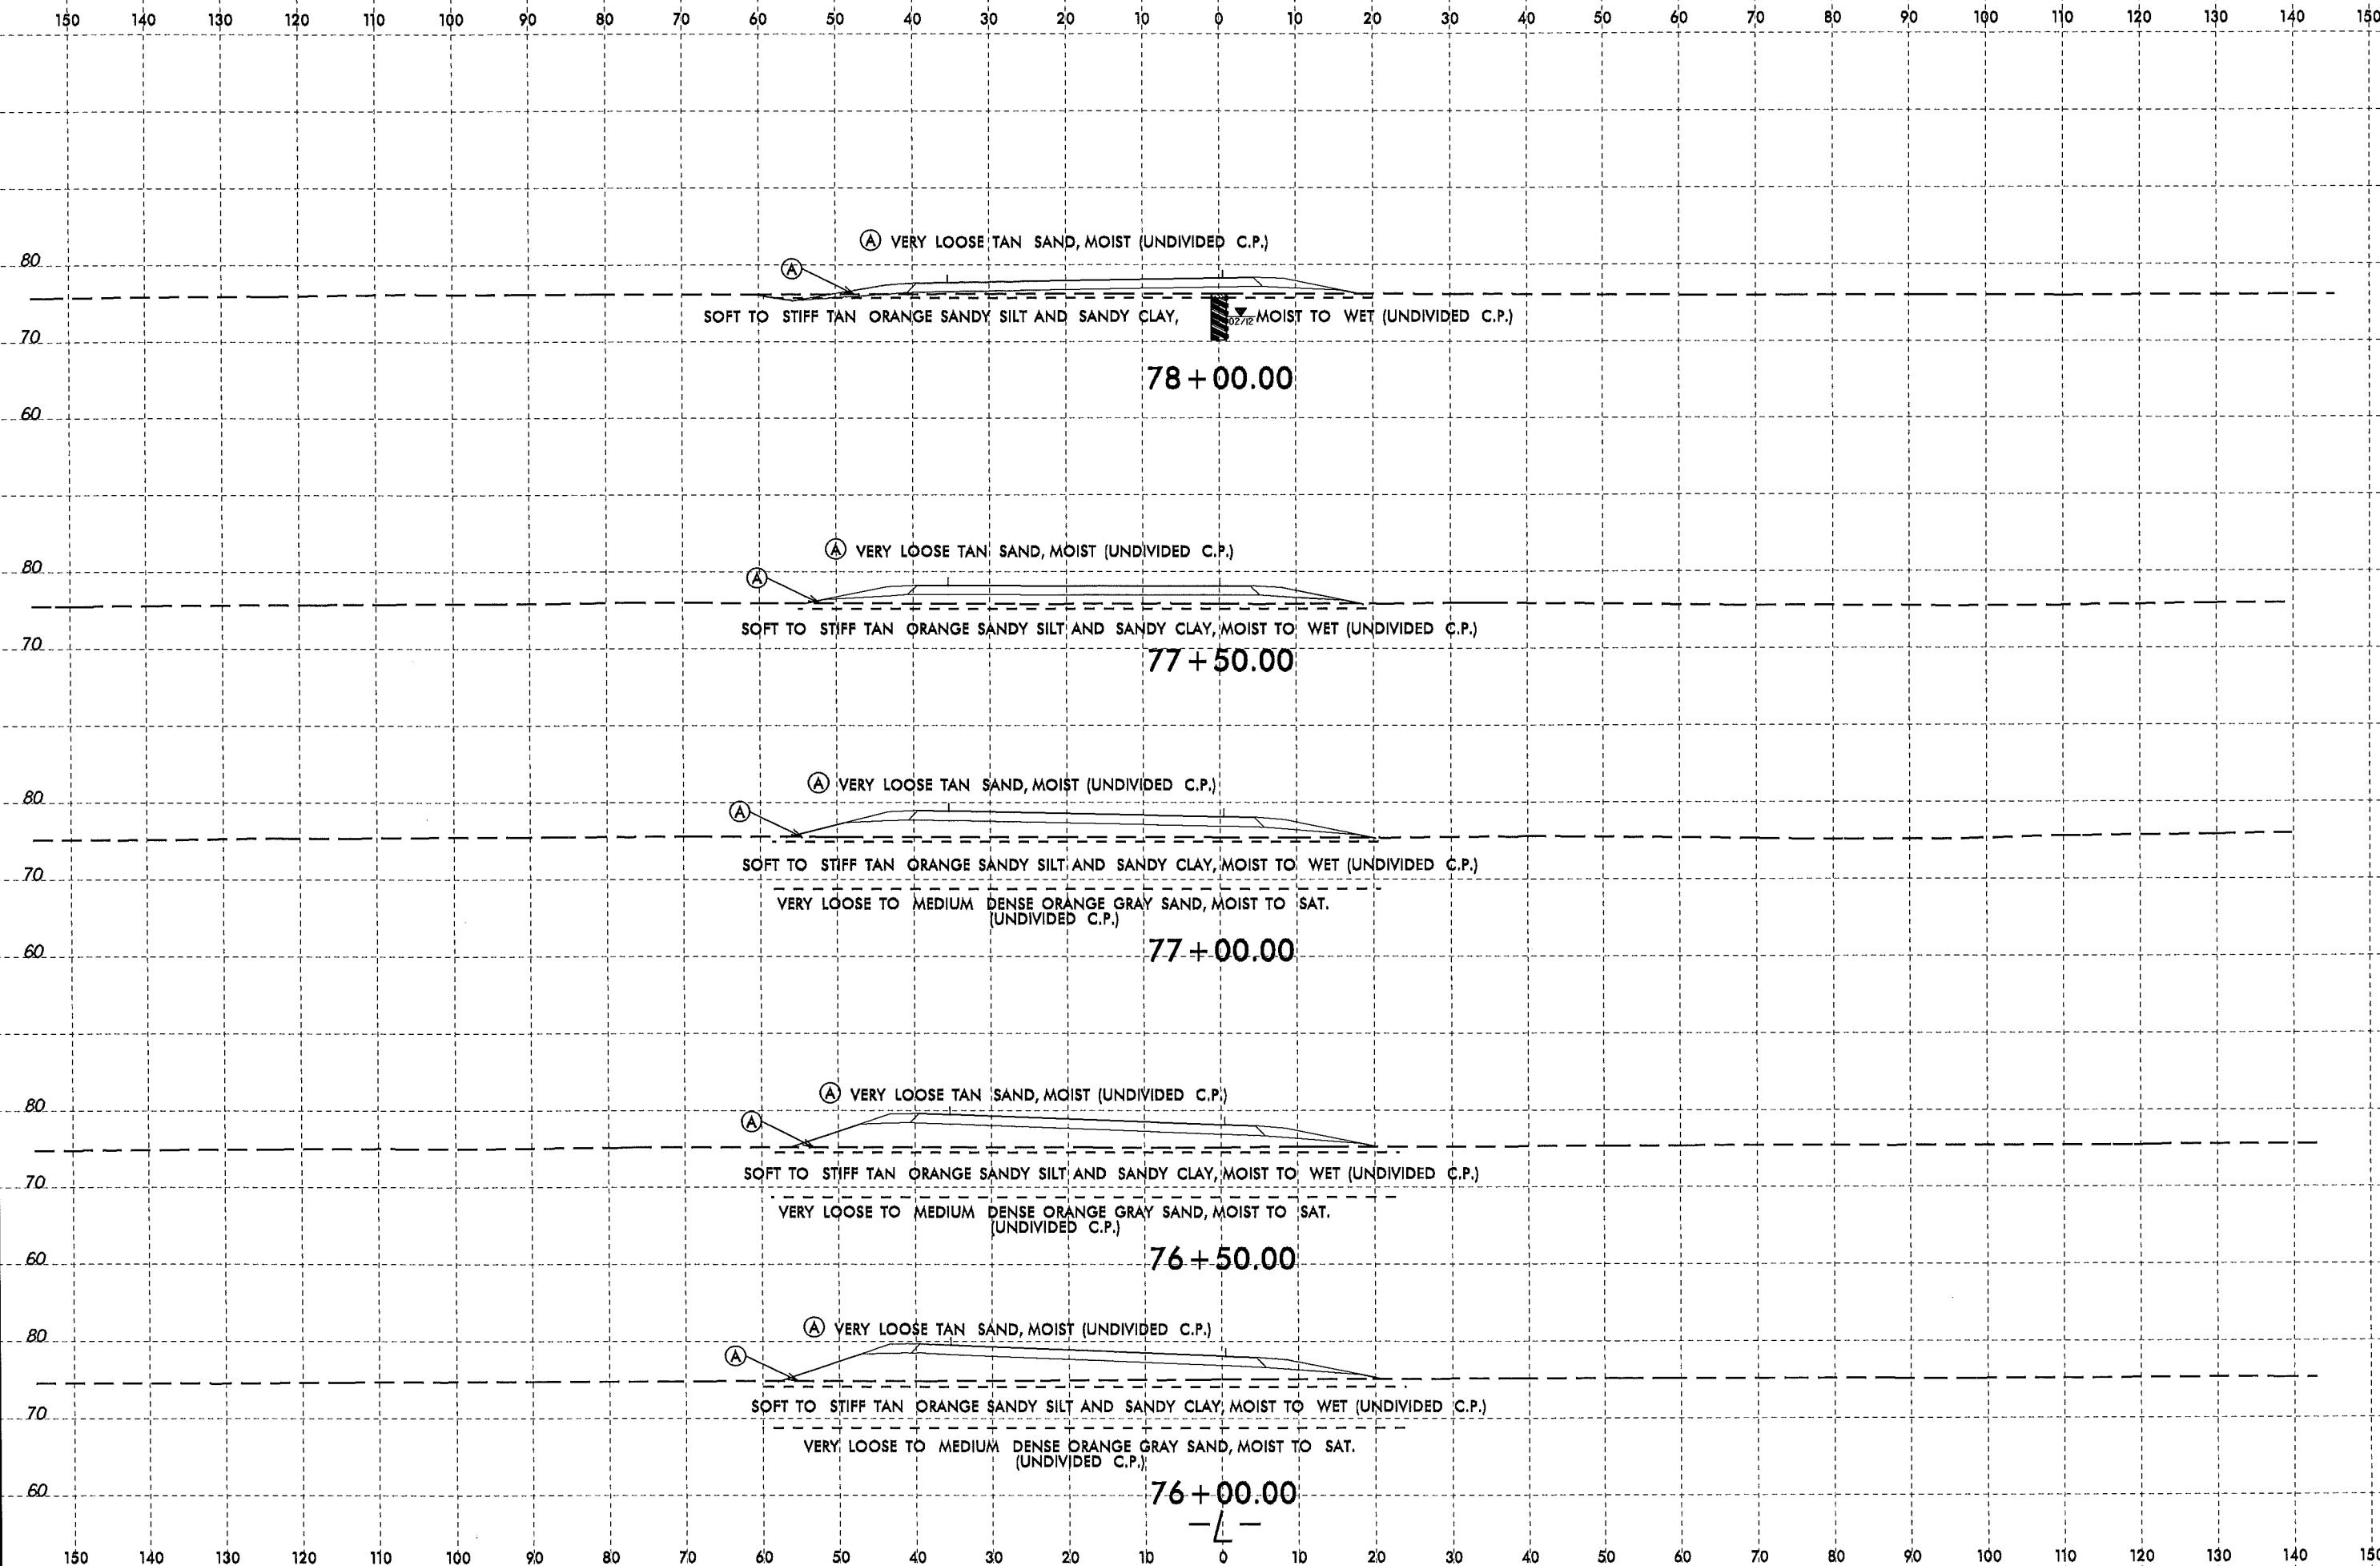 150 140 130 120 110 100 90 80 70 60 50 40 30 20 10 0 10 20 30 40 50 60 70 80 90 100 110 120 130 140 150
A VERY LOOSE TAN SAND, MOIST (UNDIVIDED C.P.)
80
A
SOFT TO STIFF TAN ORANGE SANDY SILT AND SANDY CLAY, MOIST TO WET (UNDIVIDED C.P.)
02/12
70
78+00.00
60
A VERY LOOSE TAN SAND, MOIST (UNDIVIDED C.P.)
80
A
SOFT TO STIFF TAN ORANGE SANDY SILT AND SANDY CLAY, MOIST TO WET (UNDIVIDED C.P.)
70
77+50.00
A VERY LOOSE TAN SAND, MOIST (UNDIVIDED C.P.)
80
A
SOFT TO STIFF TAN ORANGE SANDY SILT AND SANDY CLAY, MOIST TO WET (UNDIVIDED C.P.)
70
VERY LOOSE TO MEDIUM DENSE ORANGE GRAY SAND, MOIST TO SAT.
(UNDIVIDED C.P.)
77+00.00
60
A VERY LOOSE TAN SAND, MOIST (UNDIVIDED C.P.)
80
A
SOFT TO STIFF TAN ORANGE SANDY SILT AND SANDY CLAY, MOIST TO WET (UNDIVIDED C.P.)
70
VERY LOOSE TO MEDIUM DENSE ORANGE GRAY SAND, MOIST TO SAT.
(UNDIVIDED C.P.)
76+50.00
60
A VERY LOOSE TAN SAND, MOIST (UNDIVIDED C.P.)
80
A
SOFT TO STIFF TAN ORANGE SANDY SILT AND SANDY CLAY, MOIST TO WET (UNDIVIDED C.P.)
70
VERY LOOSE TO MEDIUM DENSE ORANGE GRAY SAND, MOIST TO SAT.
(UNDIVIDED C.P.)
76+00.00
60
-L-
150 140 130 120 110 100 90 80 70 60 50 40 30 20 10 0 10 20 30 40 50 60 70 80 90 100 110 120 130 140 150